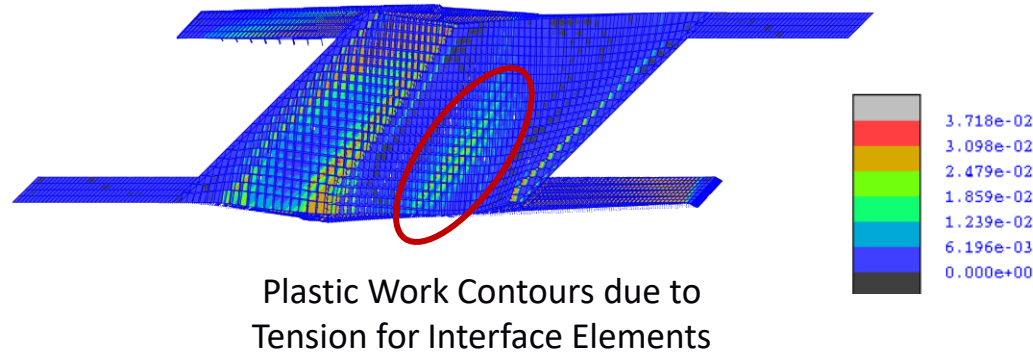 3.718e-02
3.098e-02
2.479e-02
1.859e-02
1.239e-02
6.196e-03
0.000e+00
Plastic Work Contours due to
Tension for Interface Elements